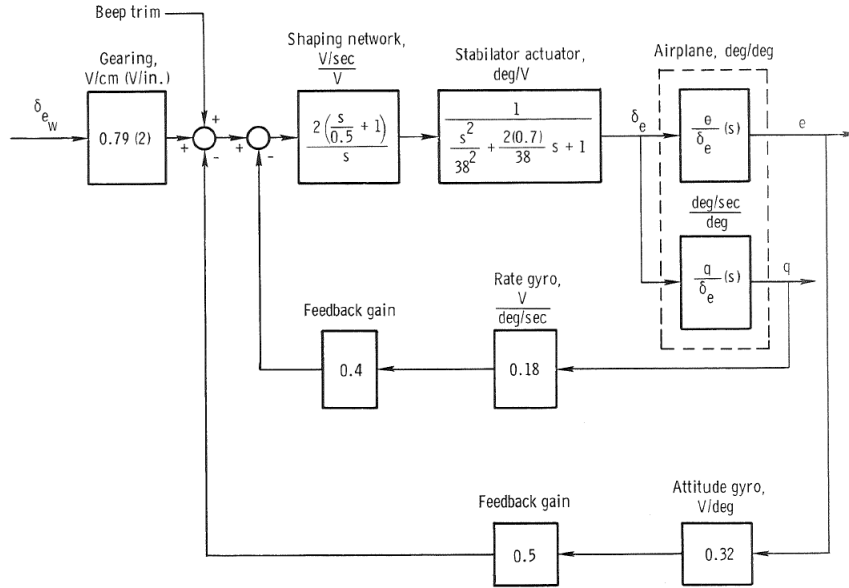 Beep trim
Gearing,
V/cm (V/in.)
δew
0.79 (2)
+
+
-
+
-
Shaping network,
V/sec
V
2 (s/0.5 + 1)
s
Stabilator actuator,
deg/V
1
s²/38² + 2(0.7)/38 s + 1
δe
Airplane, deg/deg
θ/δe (s)
θ
deg/sec
deg
q/δe (s)
q
Feedback gain
0.4
Rate gyro,
V
deg/sec
0.18
Feedback gain
0.5
Attitude gyro,
V/deg
0.32